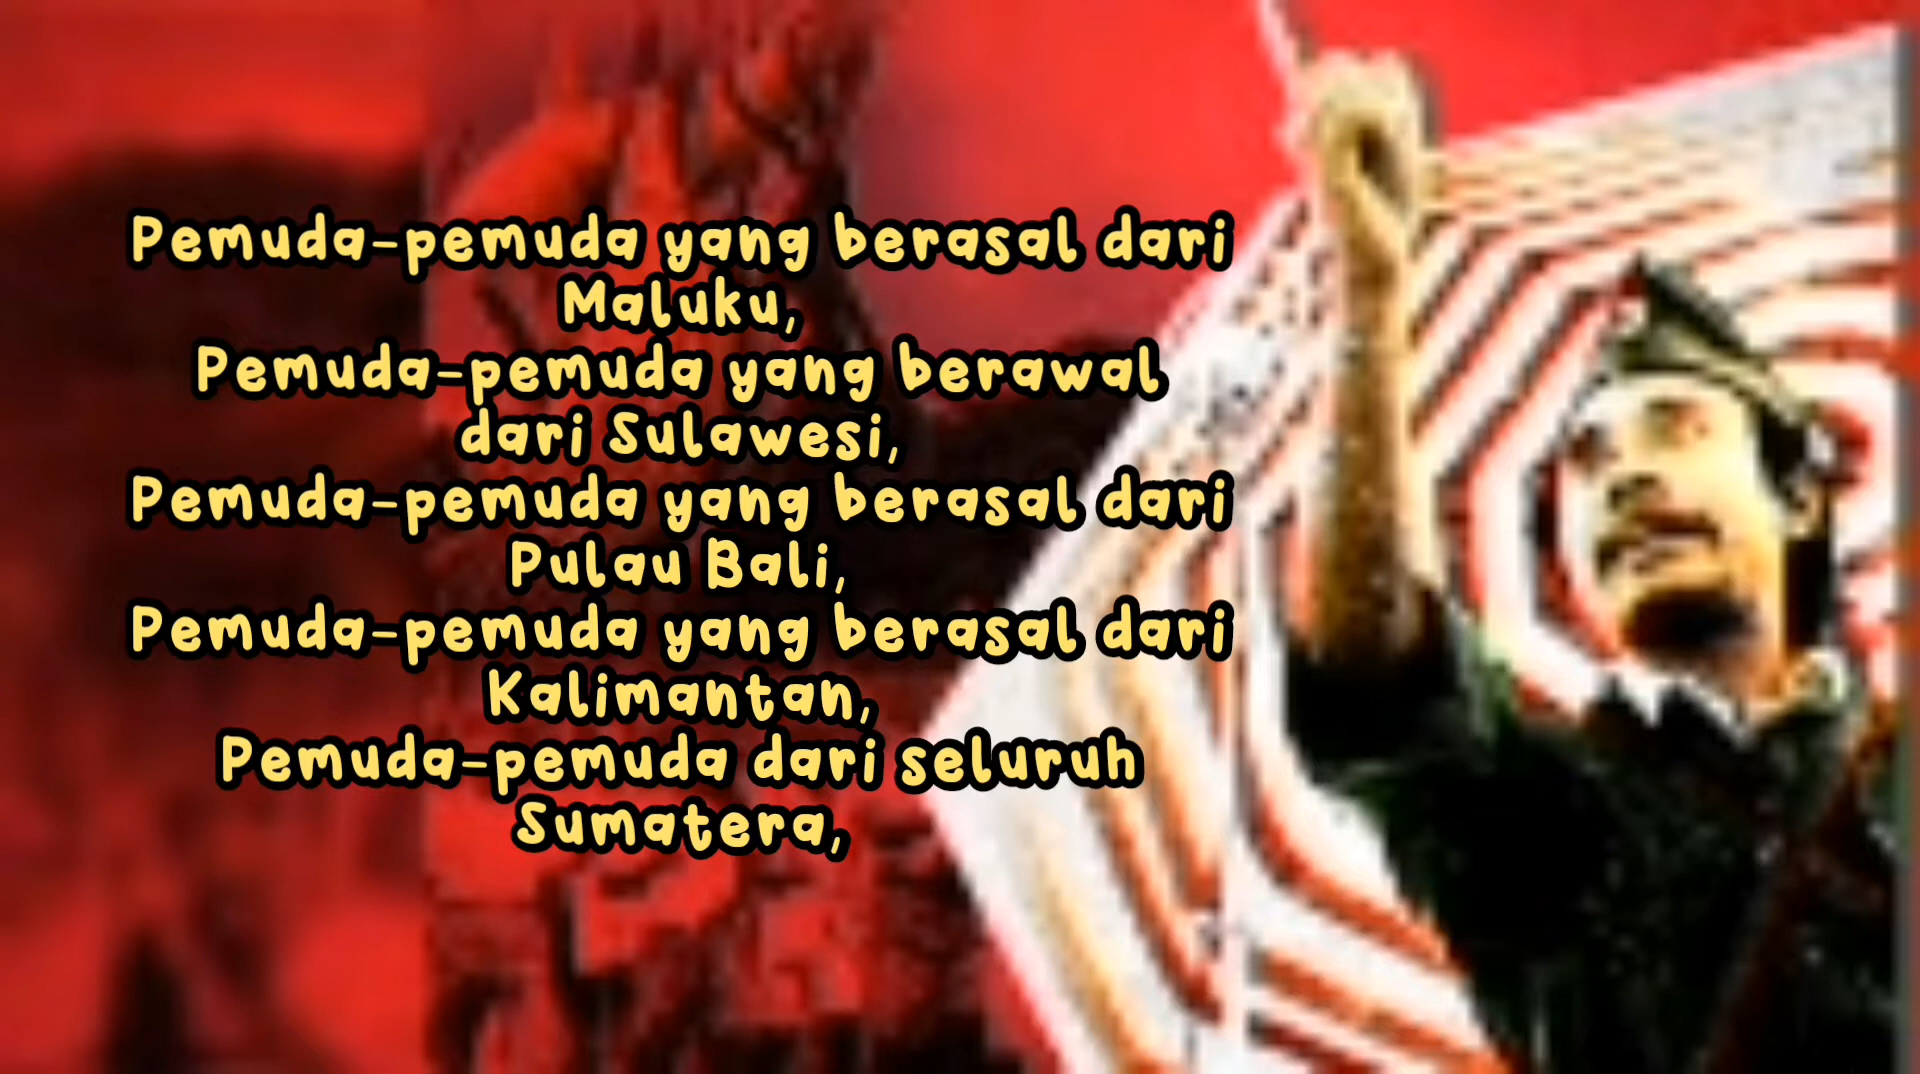 Pemuda-pemuda yang berasal dari
Maluku,
Pemuda-pemuda yang berawal
dari Sulawesi,
Pemuda-pemuda yang berasal dari
Pulau Bali,
Pemuda-pemuda yang berasal dari
Kalimantan,
Pemuda-pemuda dari seluruh
Sumatera,